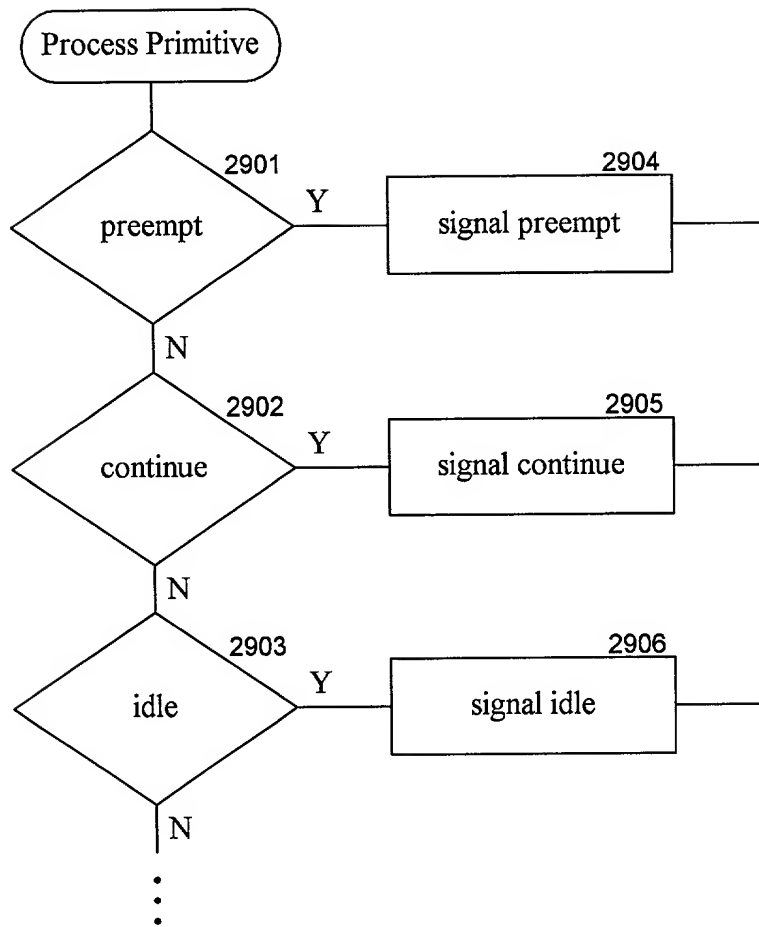 Process Primitive
2901
preempt
Y
2904
signal preempt
N
2902
continue
Y
2905
signal continue
N
2903
idle
Y
2906
signal idle
N